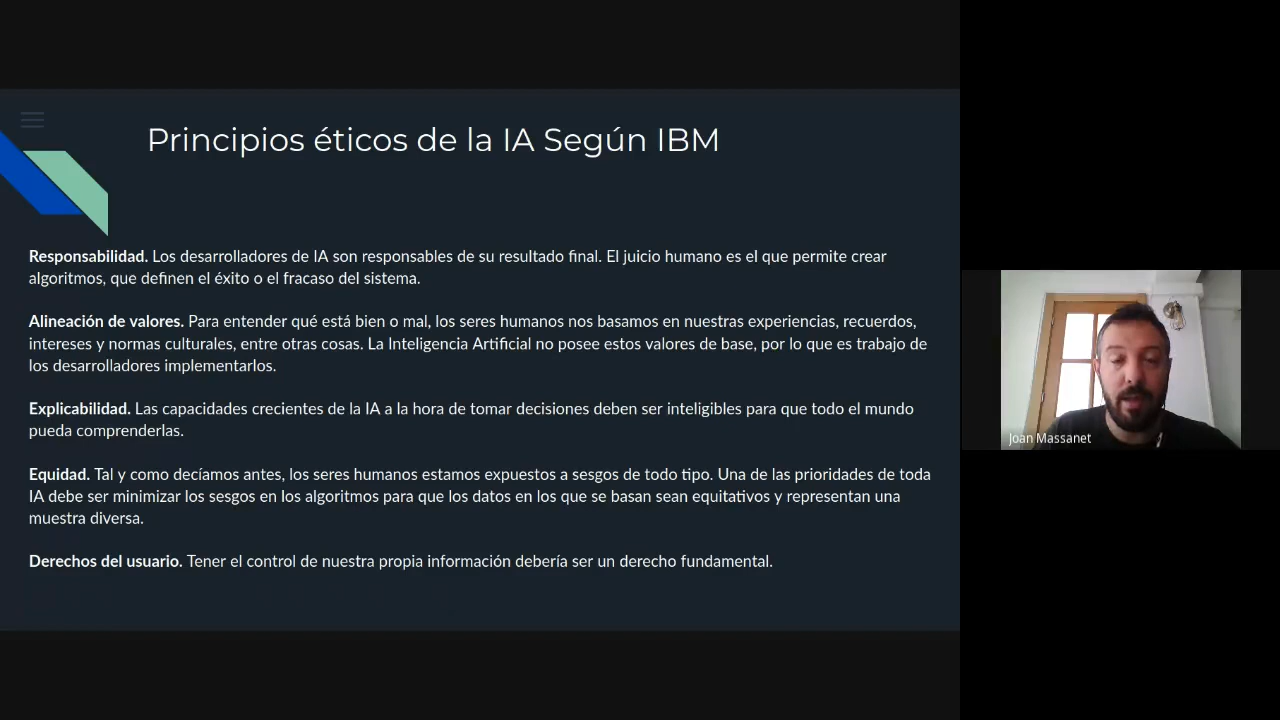 Principios éticos de la IA Según IBM
Responsabilidad. Los desarrolladores de IA son responsables de su resultado final. El juicio humano es el que permite crear
algoritmos, que definen el éxito o el fracaso del sistema.
Alineación de valores. Para entender qué está bien o mal, los seres humanos nos basamos en nuestras experiencias, recuerdos,
intereses y normas culturales, entre otras cosas. La Inteligencia Artificial no posee estos valores de base, por lo que es trabajo de
los desarrolladores implementarlos.
Explicabilidad. Las capacidades crecientes de la IA a la hora de tomar decisiones deben ser inteligibles para que todo el mundo
pueda comprenderlas.
Equidad. Tal y como decíamos antes, los seres humanos estamos expuestos a sesgos de todo tipo. Una de las prioridades de toda
IA debe ser minimizar los sesgos en los algoritmos para que los datos en los que se basan sean equitativos y representan una
muestra diversa.
Derechos del usuario. Tener el control de nuestra propia información debería ser un derecho fundamental.
Joan Massanet